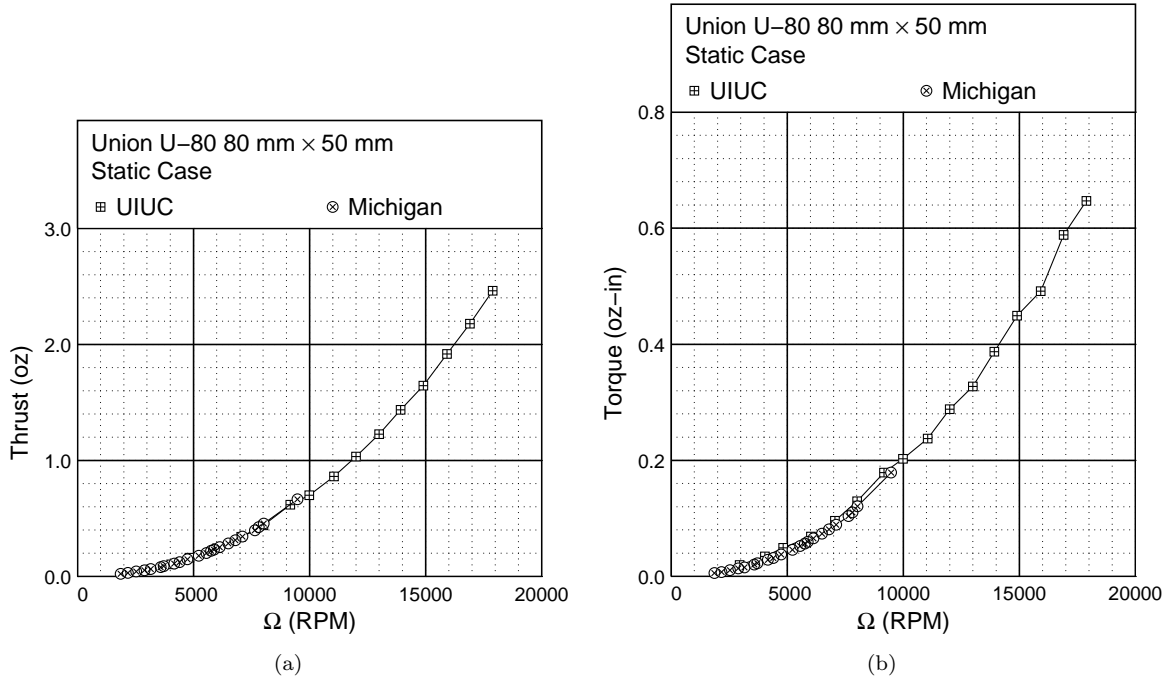 Union U−80 80 mm × 50 mm
Static Case
UIUC Michigan
3.0
2.0
1.0
0.0
0 5000 10000 15000 20000
Thrust (oz)
Ω (RPM)
(a)
Union U−80 80 mm × 50 mm
Static Case
UIUC Michigan
0.8
0.6
0.4
0.2
0.0
0 5000 10000 15000 20000
Torque (oz−in)
Ω (RPM)
(b)